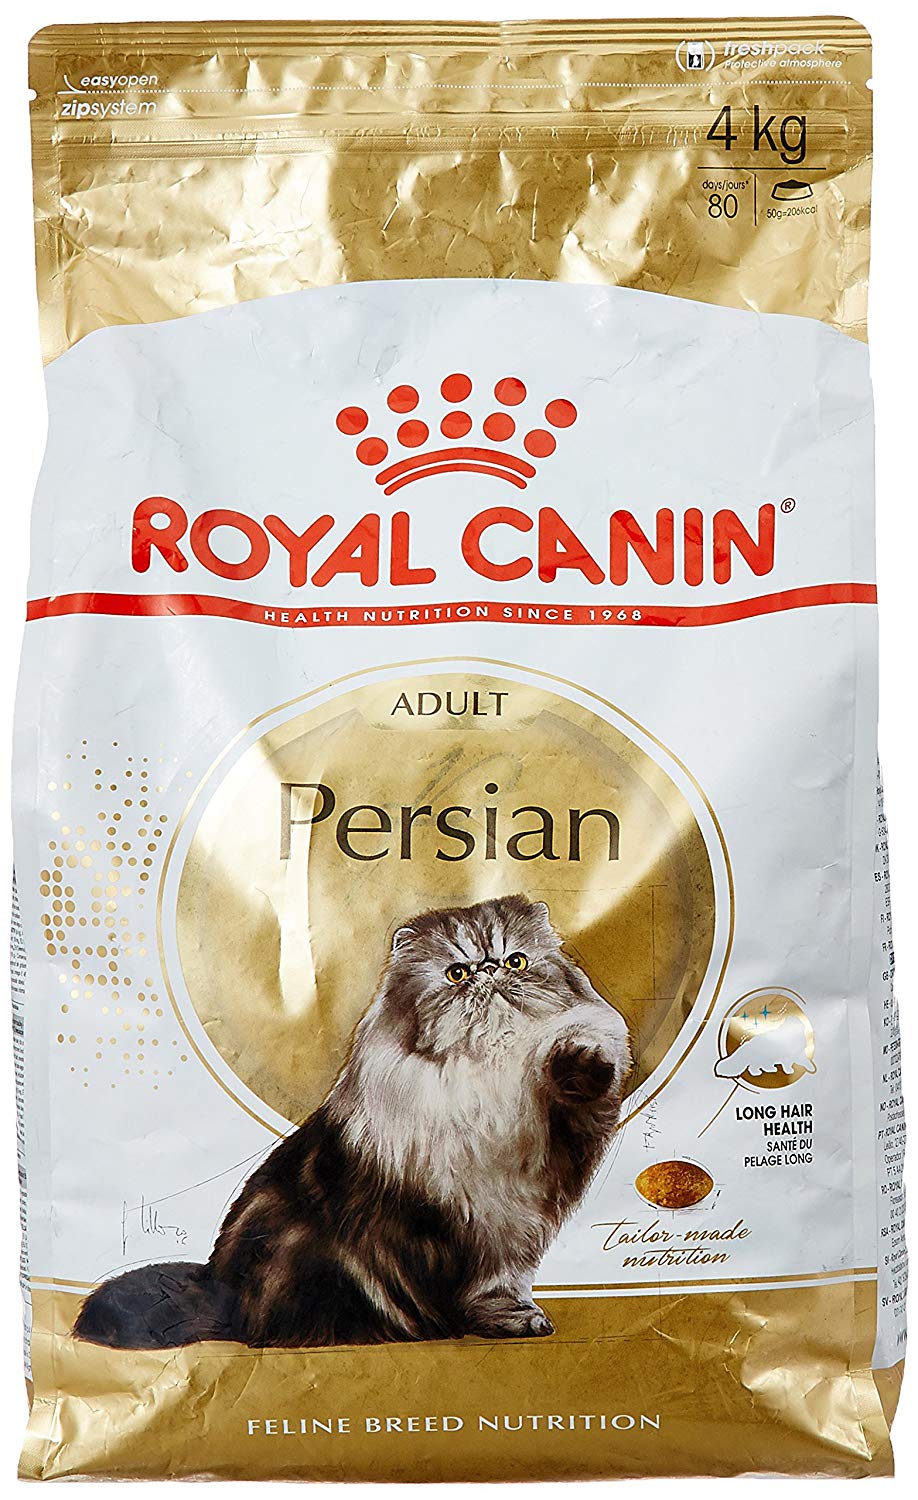 easyopen
zipsystem
freshpack
Protective atmosphere
4 kg
days/jours*
80
50g=206kcal
ROYAL CANIN®
HEALTH NUTRITION SINCE 1968
ADULT
Persian
LONG HAIR
HEALTH
SANTÉ DU
PELAGE LONG
tailor-made
nutrition
FELINE BREED NUTRITION